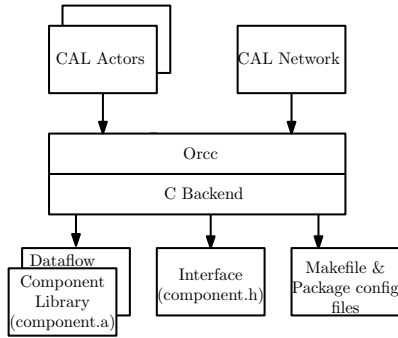 CAL Actors
CAL Network
Orcc
C Backend
Dataflow
Component
Library
(component.a)
Interface
(component.h)
Makefile &
Package config
files